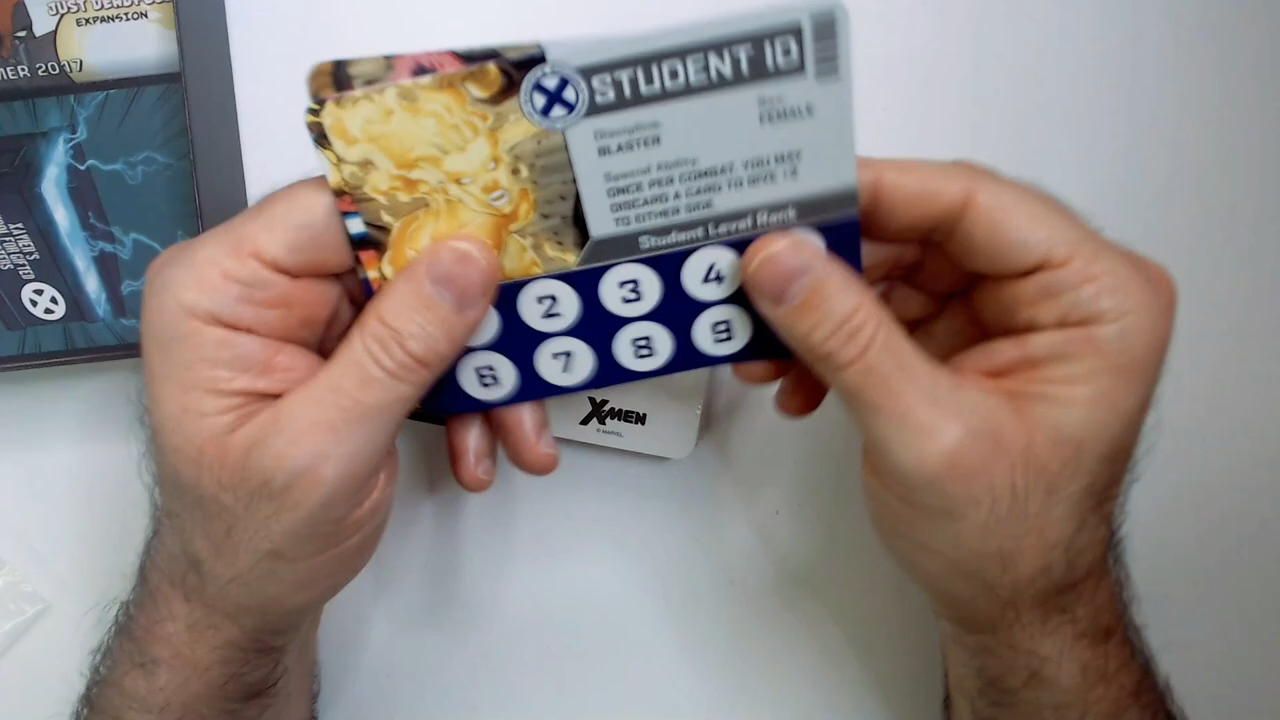 JUST DEADPOOL
EXPANSION
MER 2017
XAVIER'S
STUDENT ID
Discipline:
BLASTER
Sex:
FEMALE
Special Ability:
ONCE PER COMBAT, YOU MAY
DISCARD A CARD TO GIVE
TO EITHER SIDE.
Student Level Rank
2 3 4
6 7 8 9
X-MEN
© MARVEL